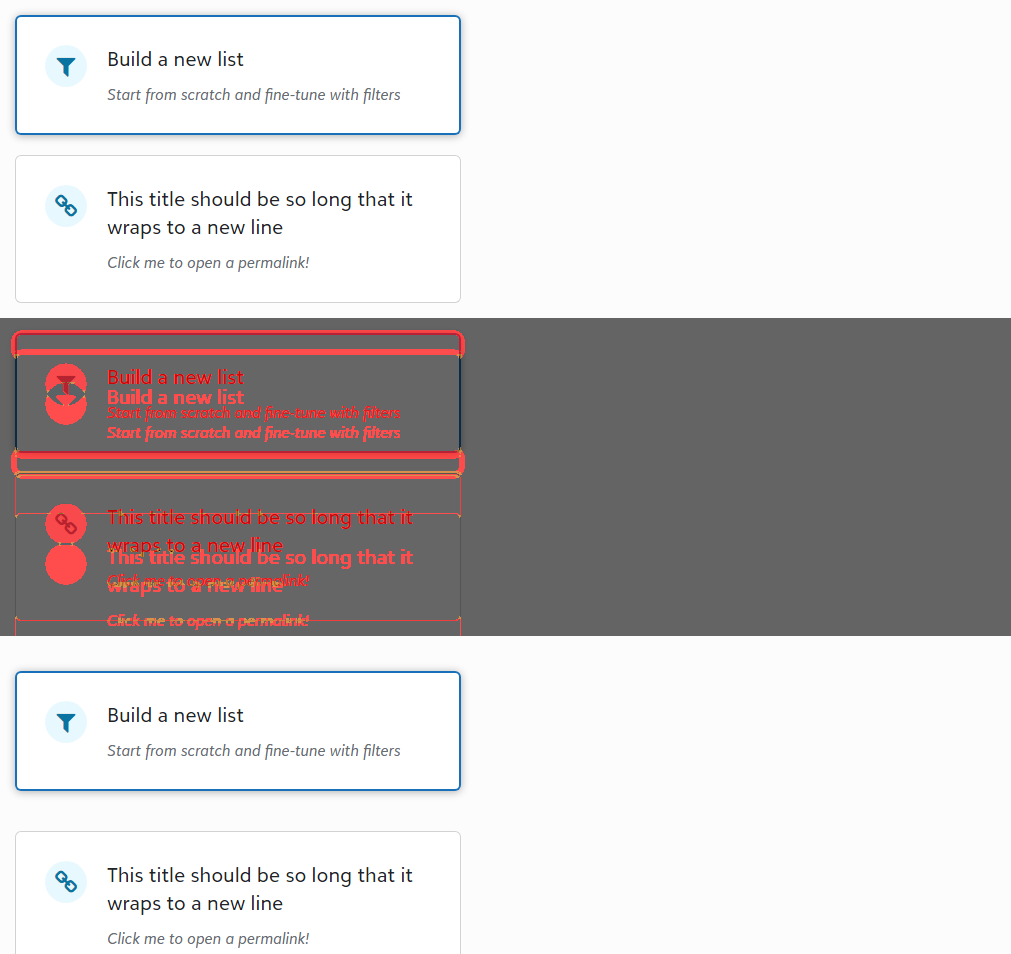 Build a new list
Start from scratch and fine-tune with filters
This title should be so long that it
wraps to a new line
Click me to open a permalink!
Build a new list
Build a new list
Start from scratch and fine-tune with filters
Start from scratch and fine-tune with filters
This title should be so long that it
wraps to a new line
This title should be so long that it
Click me to open a permalink!
wraps to a new line
Click me to open a permalink!
Build a new list
Start from scratch and fine-tune with filters
This title should be so long that it
wraps to a new line
Click me to open a permalink!